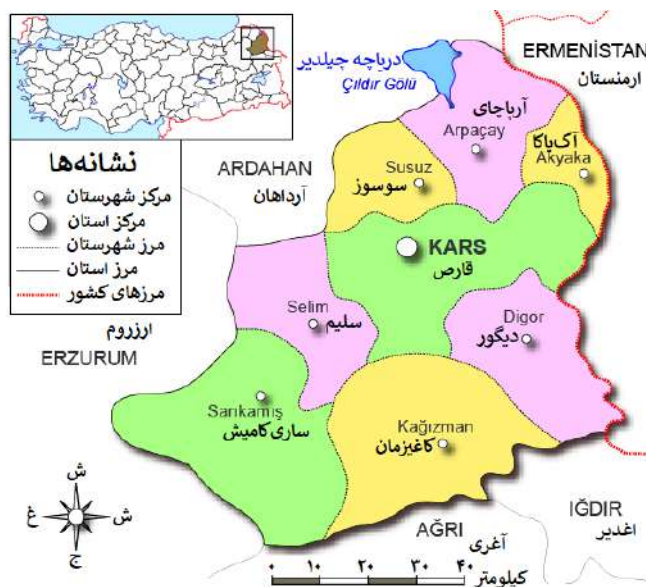 ERMENİSTAN
ارمنستان
دریاچه چیلدیر
Çıldır Gölü
آرپاچای
Arpaçay
آک‌یاکا
Akyaka
ARDAHAN
آرداهان
Susuz
سوسوز
نشانه‌ها
مرکز شهرستان
مرکز استان
مرز شهرستان
مرز استان
مرزهای کشور
KARS
قارص
Selim
سلیم
Digor
دیگور
ارزروم
ERZURUM
Sarıkamış
ساری‌کامیش
Kağızman
کاغیزمان
ش
غ
ش
ج
AĞRI
آغری
IĞDIR
اغدیر
۰ ۱۰ ۲۰ ۳۰ ۴۰
کیلومتر